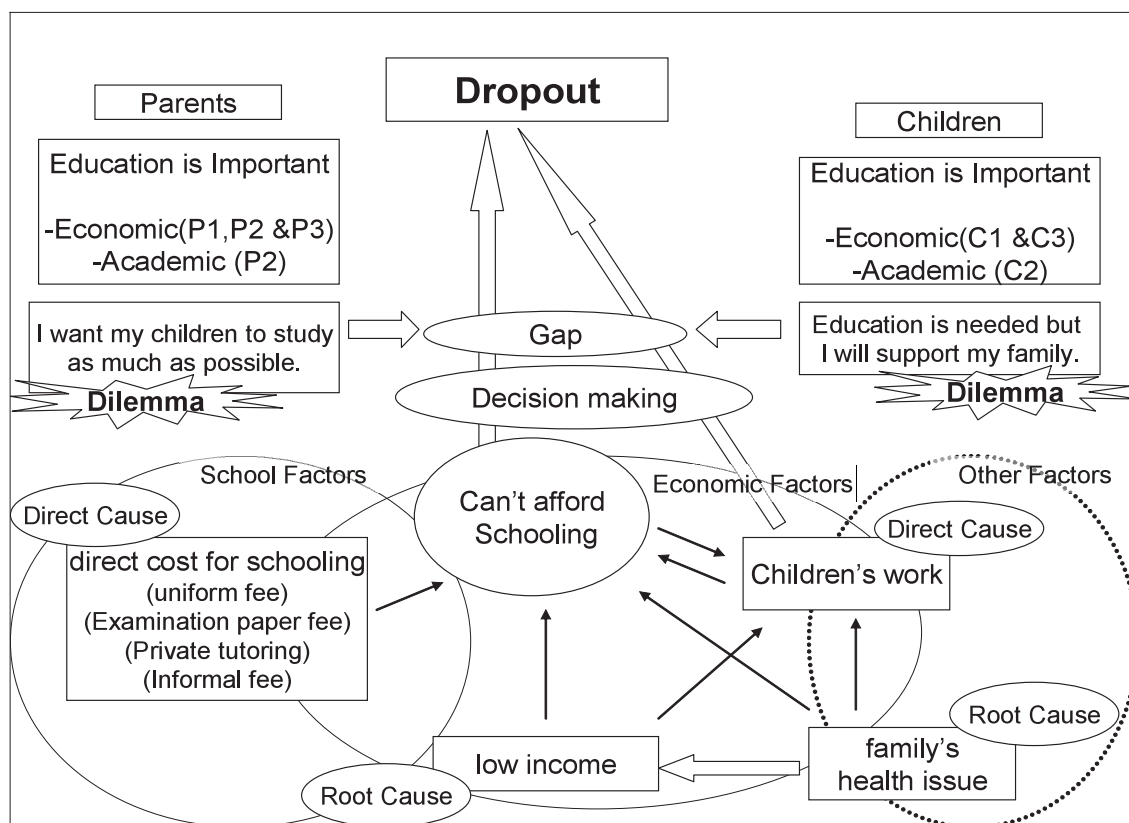 Dropout
Parents
Education is Important
-Economic(P1,P2 &P3)
-Academic (P2)
I want my children to study
as much as possible.
Dilemma
Children
Education is Important
-Economic(C1 &C3)
-Academic (C2)
Education is needed but
I will support my family.
Dilemma
Gap
Decision making
School Factors
Economic Factors
Other Factors
Can't afford
Schooling
Direct Cause
direct cost for schooling
(uniform fee)
(Examination paper fee)
(Private tutoring)
(Informal fee)
Direct Cause
Children's work
low income
Root Cause
family's
health issue
Root Cause